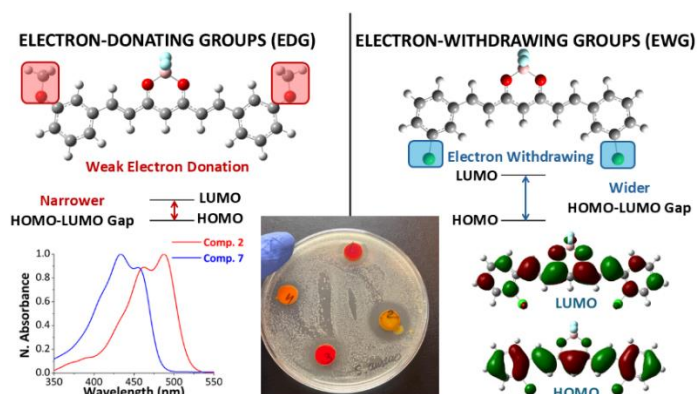 ELECTRON-DONATING GROUPS (EDG)
Weak Electron Donation
Narrower
HOMO-LUMO Gap
LUMO
HOMO
Comp. 2
Comp. 7
N. Absorbance
1.0
0.8
0.6
0.4
0.2
0.0
350 400 450 500 550
Wavelength (nm)
ELECTRON-WITHDRAWING GROUPS (EWG)
Electron Withdrawing
LUMO
HOMO
Wider
HOMO-LUMO Gap
LUMO
HOMO